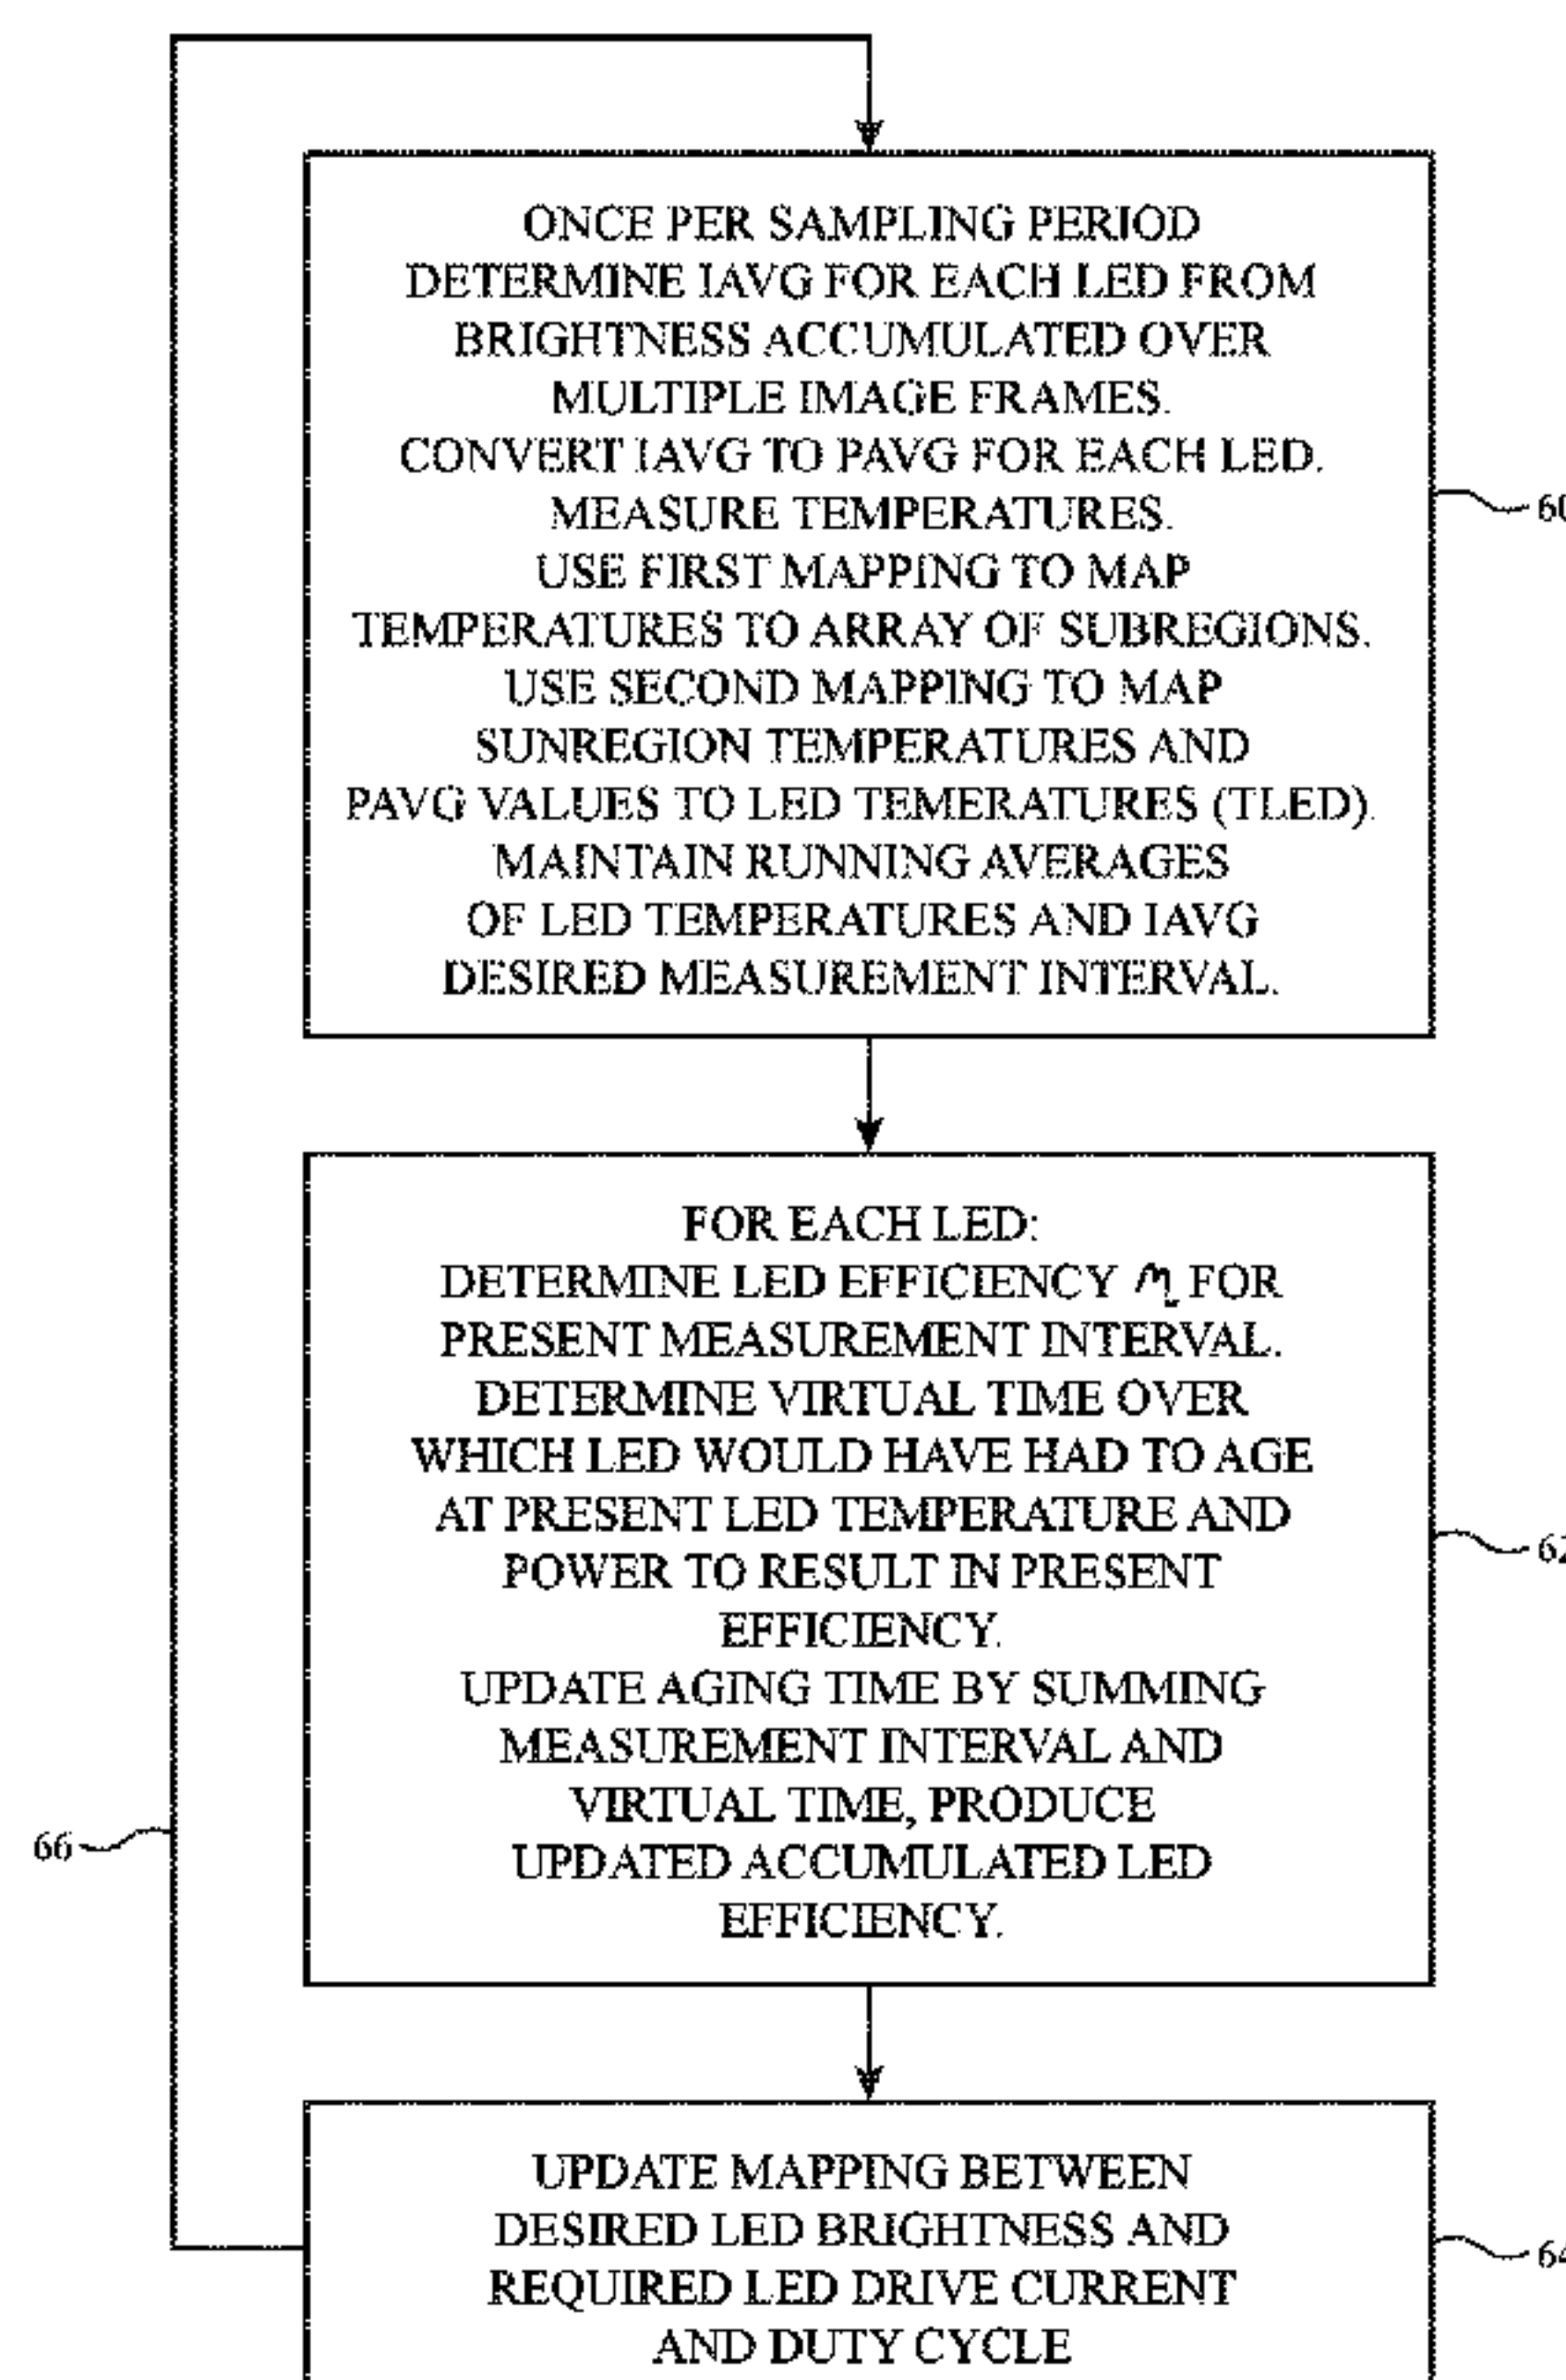 ONCE PER SAMPLING PERIOD
DETERMINE IAVG FOR EACH LED FROM
BRIGHTNESS ACCUMULATED OVER
MULTIPLE IMAGE FRAMES.
CONVERT IAVG TO PAVG FOR EACH LED.
MEASURE TEMPERATURES.
USE FIRST MAPPING TO MAP
TEMPERATURES TO ARRAY OF SUBREGIONS.
USE SECOND MAPPING TO MAP
SUNREGION TEMPERATURES AND
PAVG VALUES TO LED TEMERATURES (TLED).
MAINTAIN RUNNING AVERAGES
OF LED TEMPERATURES AND IAVG
DESIRED MEASUREMENT INTERVAL.
60
FOR EACH LED:
DETERMINE LED EFFICIENCY η FOR
PRESENT MEASUREMENT INTERVAL.
DETERMINE VIRTUAL TIME OVER
WHICH LED WOULD HAVE HAD TO AGE
AT PRESENT LED TEMPERATURE AND
POWER TO RESULT IN PRESENT
EFFICIENCY.
UPDATE AGING TIME BY SUMMING
MEASUREMENT INTERVAL AND
VIRTUAL TIME, PRODUCE
UPDATED ACCUMULATED LED
EFFICIENCY.
62
66
UPDATE MAPPING BETWEEN
DESIRED LED BRIGHTNESS AND
REQUIRED LED DRIVE CURRENT
AND DUTY CYCLE
64